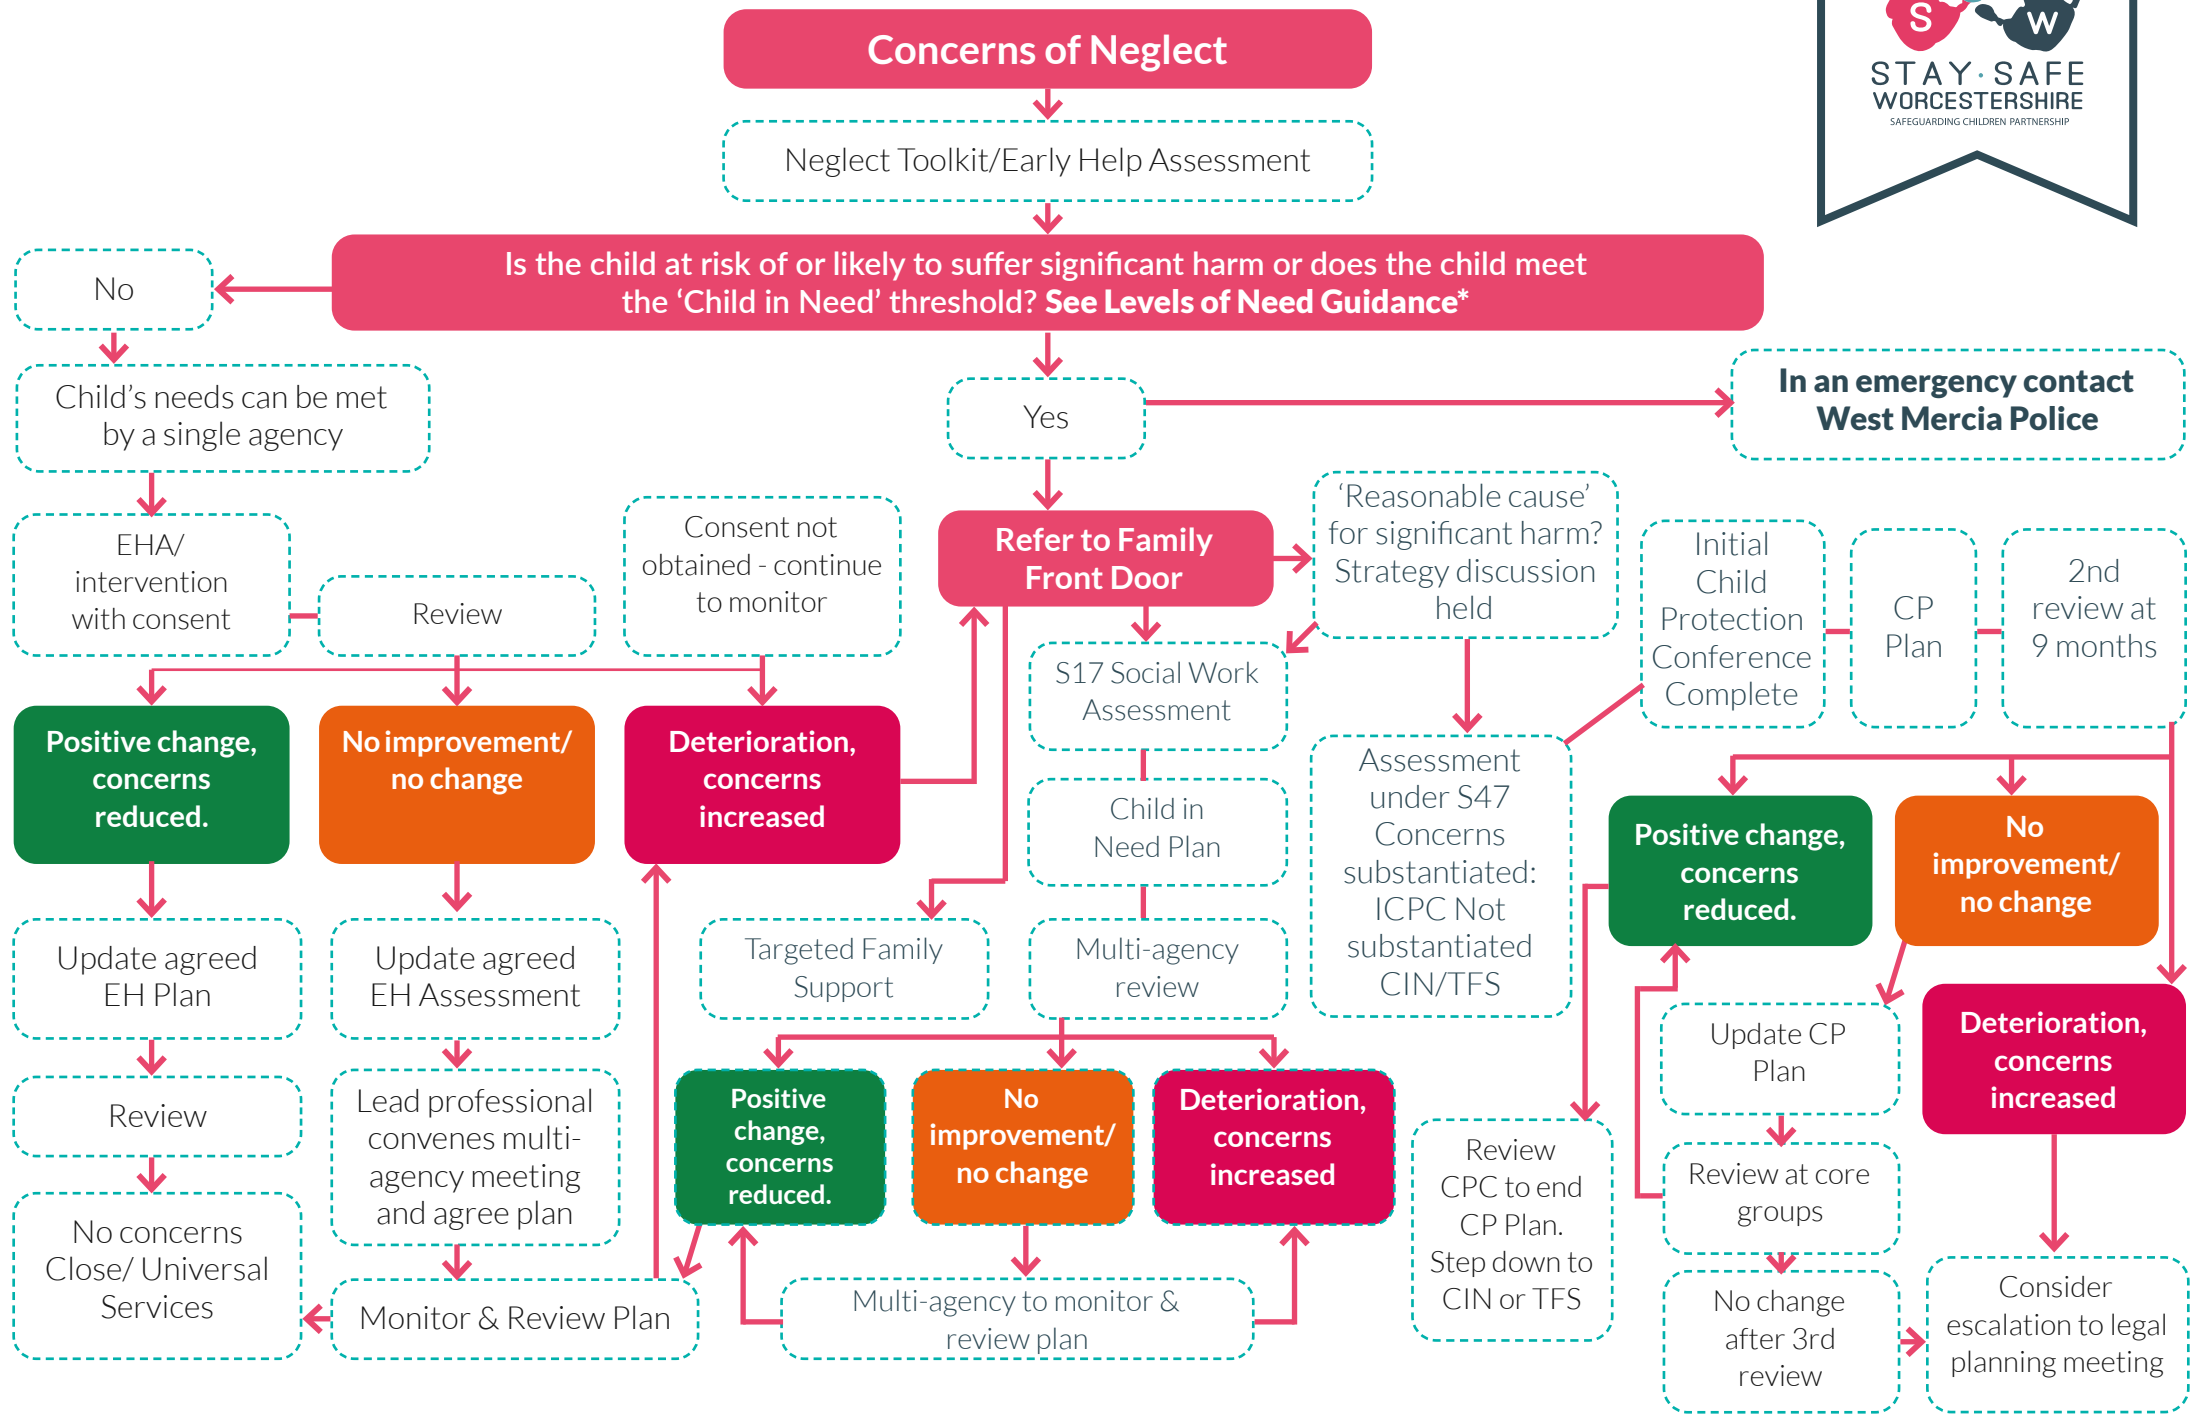 Concerns of Neglect
S
W
STAY·SAFE
WORCESTERSHIRE
SAFEGUARDING CHILDREN PARTNERSHIP
Neglect Toolkit/Early Help Assessment
Is the child at risk of or likely to suffer significant harm or does the child meet
the ‘Child in Need’ threshold? See Levels of Need Guidance*
No
Child’s needs can be met
by a single agency
Yes
In an emergency contact
West Mercia Police
EHA/
intervention
with consent
Review
Consent not
obtained - continue
to monitor
Refer to Family
Front Door
‘Reasonable cause’
for significant harm?
Strategy discussion
held
Initial
Child
Protection
Conference
Complete
CP
Plan
2nd
review at
9 months
S17 Social Work
Assessment
Positive change,
concerns
reduced.
No improvement/
no change
Deterioration,
concerns
increased
Child in
Need Plan
Assessment
under S47
Concerns
substantiated:
ICPC Not
substantiated
CIN/TFS
Positive change,
concerns
reduced.
No
improvement/
no change
Update agreed
EH Plan
Update agreed
EH Assessment
Targeted Family
Support
Multi-agency
review
Update CP
Plan
Deterioration,
concerns
increased
Review
Lead professional
convenes multi-
agency meeting
and agree plan
Positive
change,
concerns
reduced.
No
improvement/
no change
Deterioration,
concerns
increased
Review
CPC to end
CP Plan.
Step down to
CIN or TFS
Review at core
groups
No concerns
Close/ Universal
Services
Monitor & Review Plan
Multi-agency to monitor &
review plan
No change
after 3rd
review
Consider
escalation to legal
planning meeting